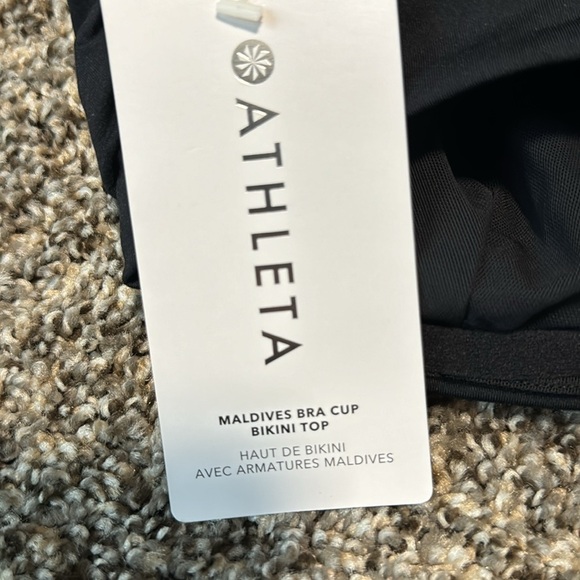 ATHLETA
MALDIVES BRA CUP
BIKINI TOP
HAUT DE BIKINI
AVEC ARMATURES MALDIVES